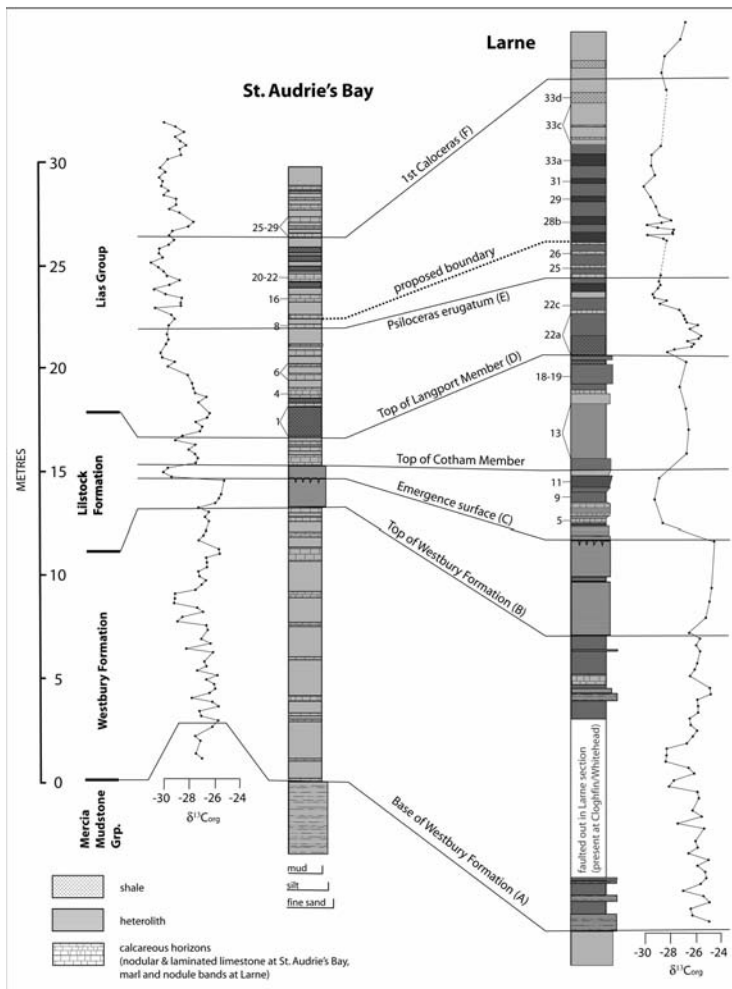 Larne
St. Audrie's Bay
METRES
30
25
20
15
10
5
0
Lias Group
Lilstock
Formation
Westbury Formation
Mercia
Mudstone
Grp.
-30 -28 -26 -24
δ¹³Corg
25-29
20-22
16
8
6
4
1
mud
silt
fine sand
1st Caloceras (F)
proposed boundary
Psiloceras erugatum (E)
Top of Langport Member (D)
Top of Cotham Member
Emergence surface (C)
Top of Westbury Formation (B)
Base of Westbury Formation (A)
33d
33c
33a
31
29
28b
26
25
22c
22a
18-19
13
11
9
5
faulted out in Larne section
(present at Cloghfin/Whitehead)
-30 -28 -26 -24
δ¹³Corg
shale
heterolith
calcareous horizons
(nodular & laminated limestone at St. Audrie's Bay,
marl and nodule bands at Larne)